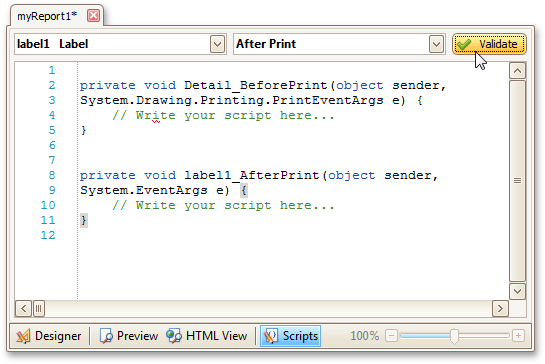 myReport1*
label1 Label After Print Validate
1
2 private void Detail_BeforePrint(object sender,
3 System.Drawing.Printing.PrintEventArgs e) {
4 // Write your script here...
5 }
6
7
8 private void label1_AfterPrint(object sender,
9 System.EventArgs e) {
10 // Write your script here...
11 }
12
Designer Preview HTML View Scripts 100%